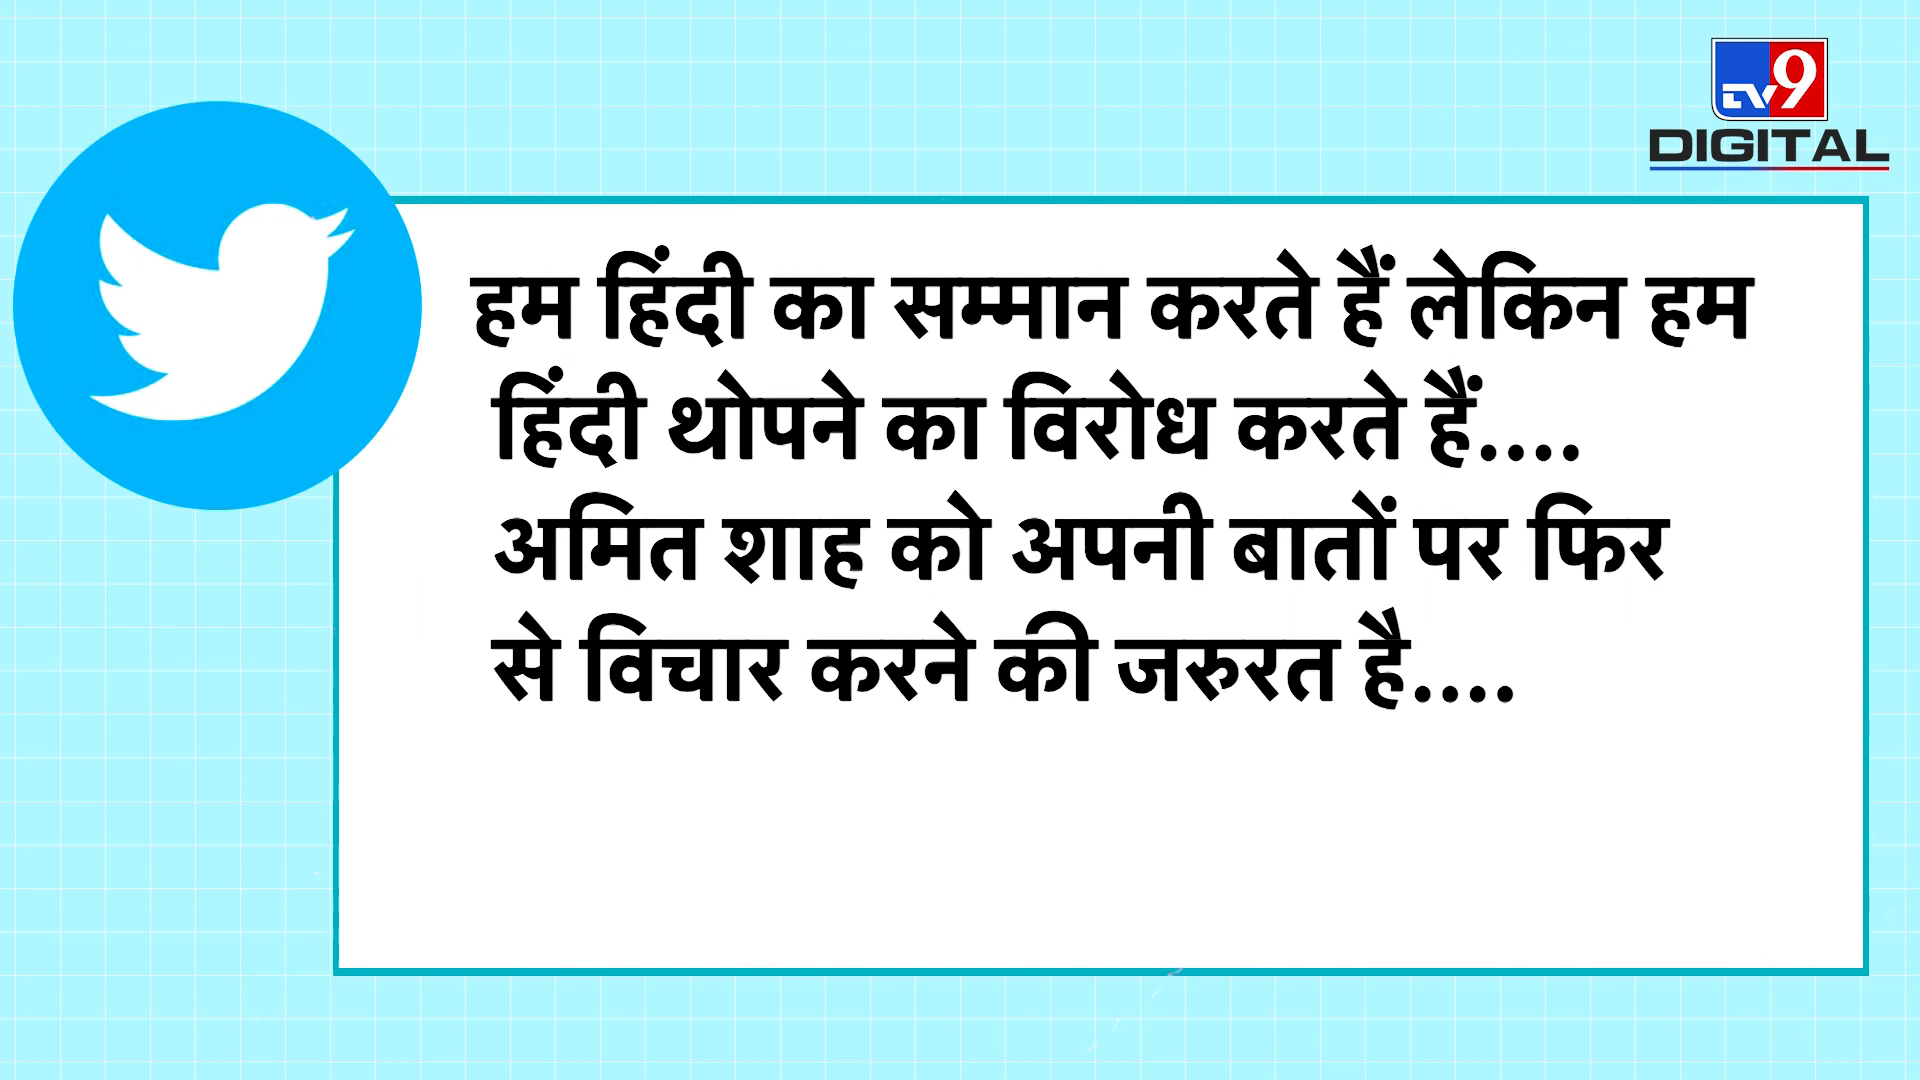 TV9
DIGITAL
हम हिंदी का सम्मान करते हैं लेकिन हम
हिंदी थोपने का विरोध करते हैं....
अमित शाह को अपनी बातों पर फिर
से विचार करने की जरुरत है....